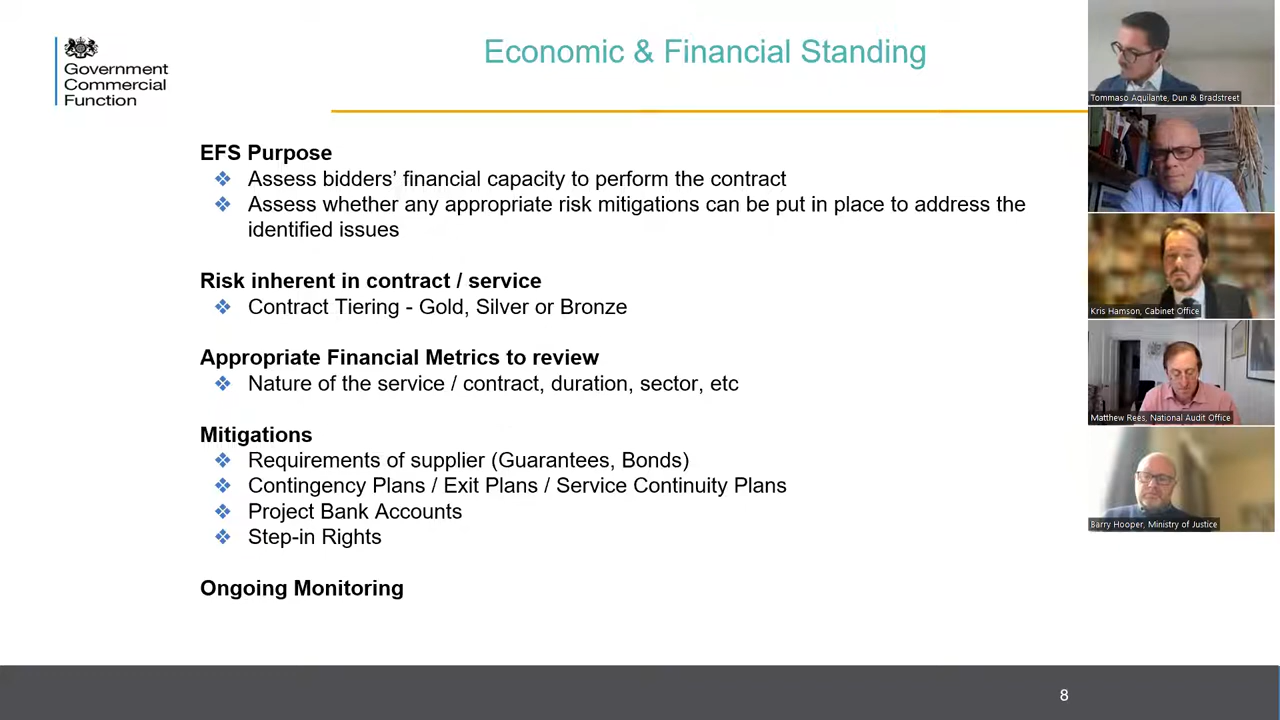 Government
Commercial
Function
Economic & Financial Standing
EFS Purpose
Assess bidders’ financial capacity to perform the contract
Assess whether any appropriate risk mitigations can be put in place to address the
identified issues
Risk inherent in contract / service
Contract Tiering - Gold, Silver or Bronze
Appropriate Financial Metrics to review
Nature of the service / contract, duration, sector, etc
Mitigations
Requirements of supplier (Guarantees, Bonds)
Contingency Plans / Exit Plans / Service Continuity Plans
Project Bank Accounts
Step-in Rights
Ongoing Monitoring
8
Tommaso Aquilante, Dun & Bradstreet
Kris Hamson, Cabinet Office
Matthew Rees, National Audit Office
Barry Hooper, Ministry of Justice